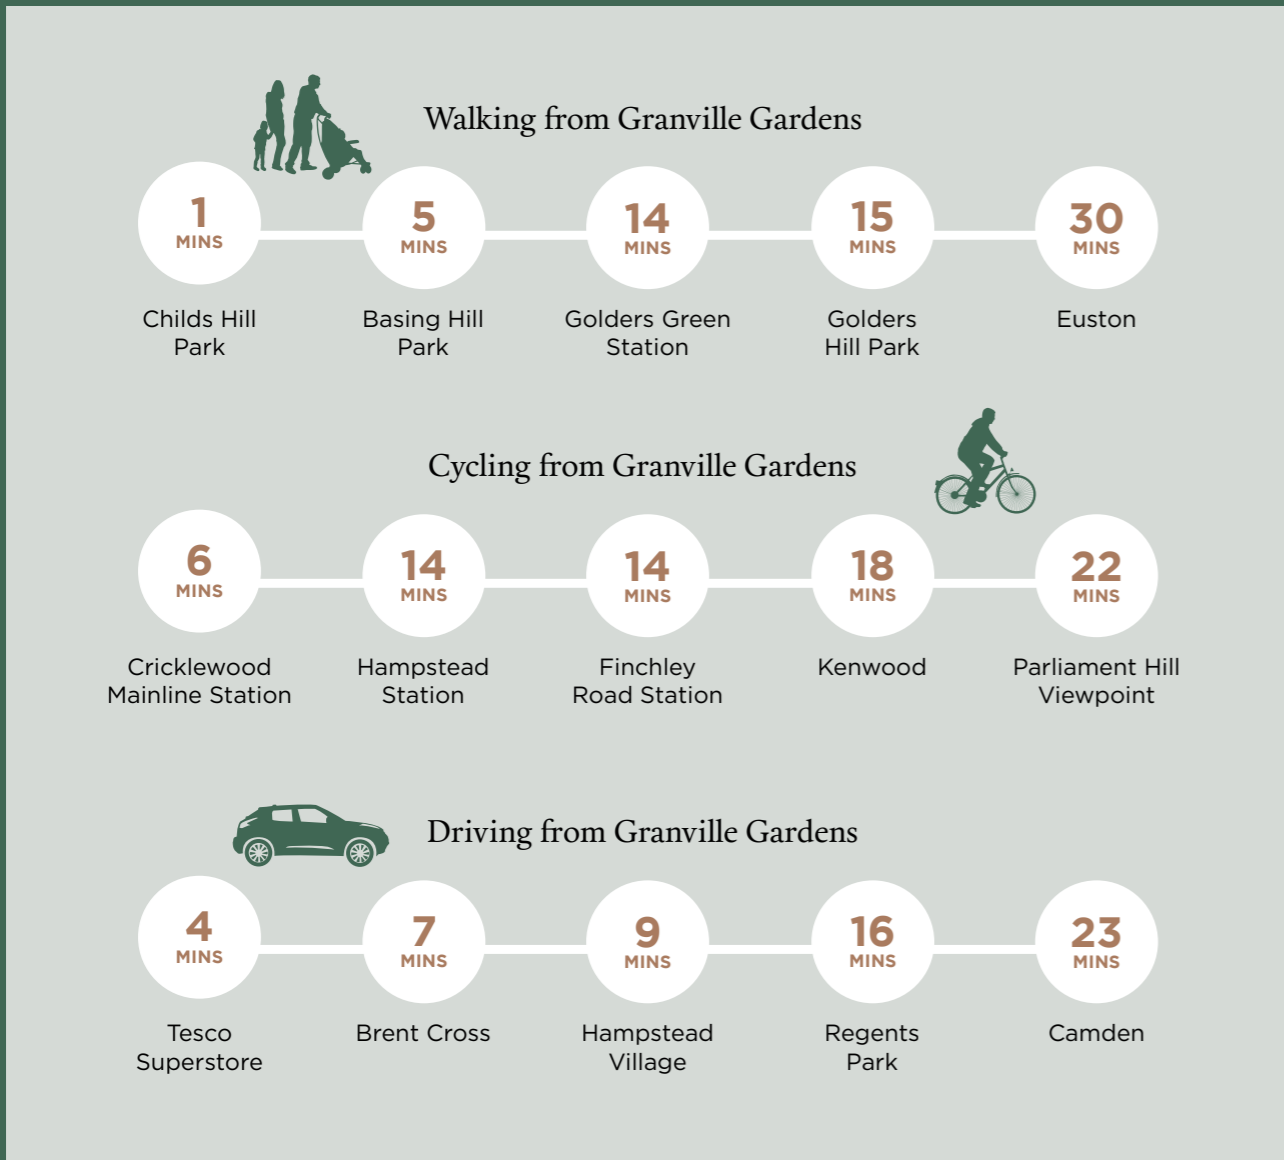 Walking from Granville Gardens
1
MINS
5
MINS
14
MINS
15
MINS
30
MINS
Childs Hill
Park
Basing Hill
Park
Golders Green
Station
Golders
Hill Park
Euston
Cycling from Granville Gardens
6
MINS
14
MINS
14
MINS
18
MINS
22
MINS
Cricklewood
Mainline Station
Hampstead
Station
Finchley
Road Station
Kenwood
Parliament Hill
Viewpoint
Driving from Granville Gardens
4
MINS
7
MINS
9
MINS
16
MINS
23
MINS
Tesco
Superstore
Brent Cross
Hampstead
Village
Regents
Park
Camden